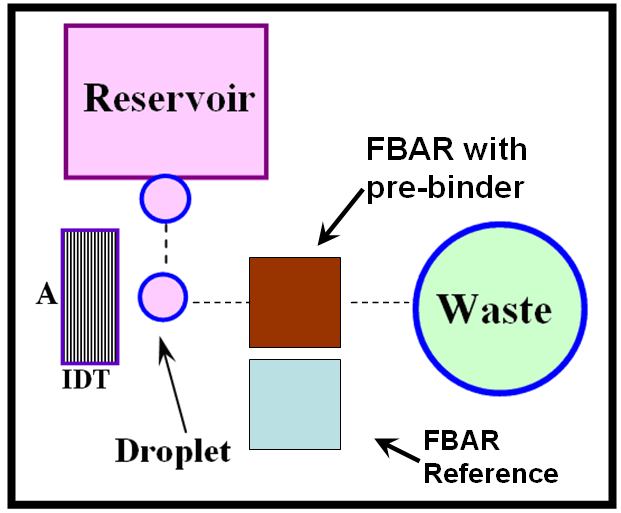 Reservoir
FBAR with
pre-binder
A
Waste
IDT
Droplet
FBAR
Reference